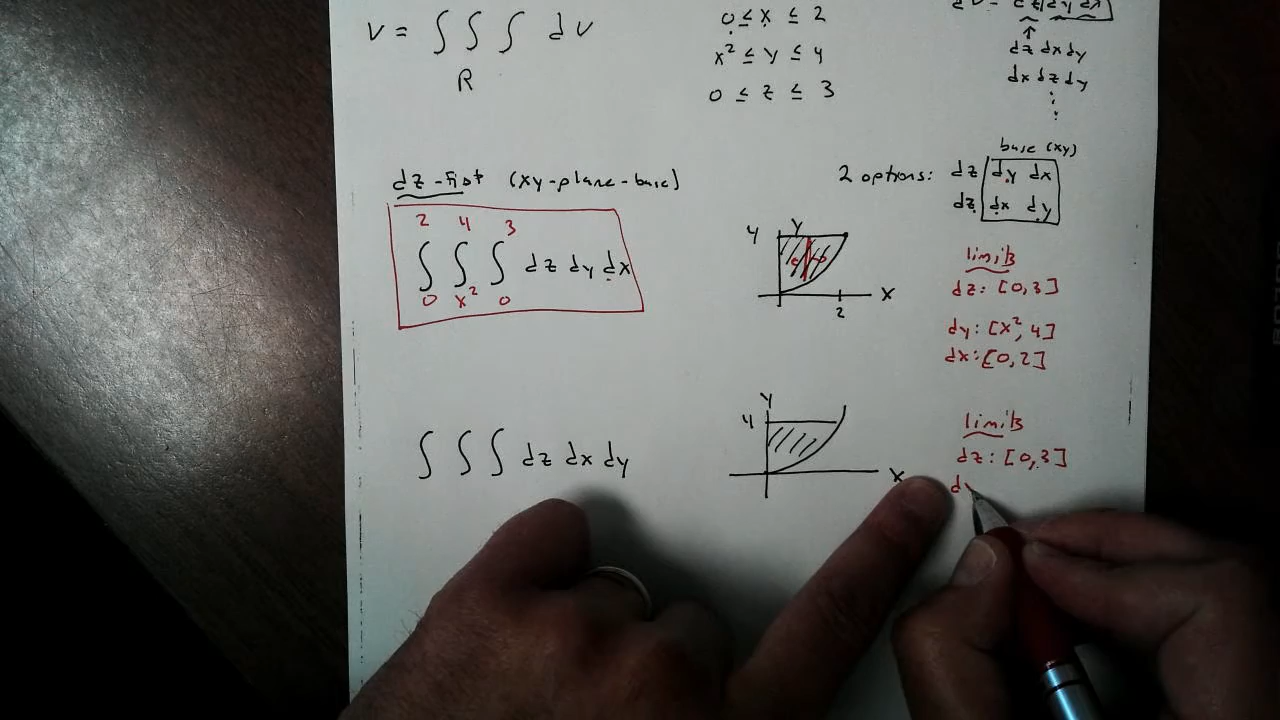 V = ∫ ∫ ∫ dV
R
0 ≤ x ≤ 2
x² ≤ y ≤ 4
0 ≤ z ≤ 3
dz dy dx
↑
dz dx dy
dx dz dy
⋮
dz-First (xy-plane-base)
2 4 3
∫ ∫ ∫ dz dy dx
0 x² 0
base (xy)
2 options: dz dy dx
dz dx dy
y
4
x
2
limits
dz: [0,3]
dy: [x², 4]
dx: [0,2]
∫ ∫ ∫ dz dx dy
y
4
x
limits
dz: [0,3]
d